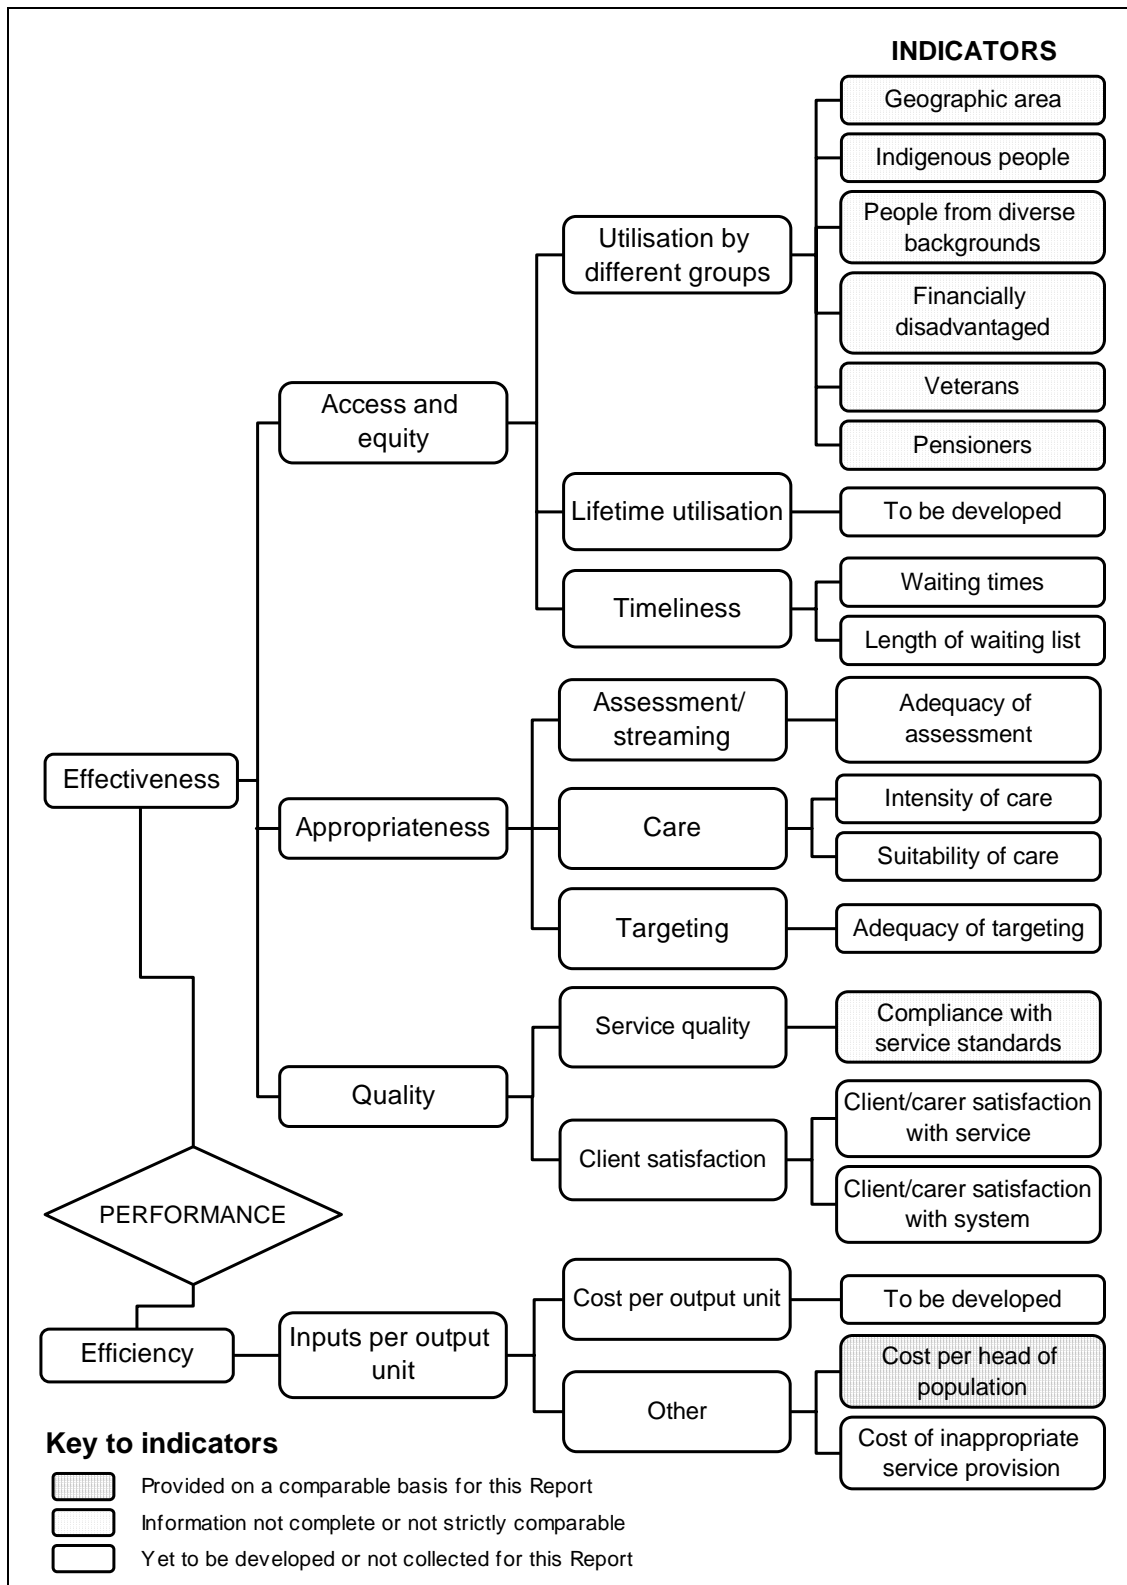 INDICATORS
Geographic area
Indigenous people
People from diverse
backgrounds
Utilisation by
different groups
Financially
disadvantaged
Veterans
Access and
equity
Pensioners
Lifetime utilisation
To be developed
Waiting times
Timeliness
Length of waiting list
Assessment/
streaming
Adequacy of
assessment
Effectiveness
Intensity of care
Appropriateness
Care
Suitability of care
Targeting
Adequacy of targeting
Service quality
Compliance with
service standards
Quality
Client/carer satisfaction
with service
Client satisfaction
Client/carer satisfaction
with system
PERFORMANCE
Cost per output unit
To be developed
Efficiency
Inputs per output
unit
Cost per head of
population
Other
Cost of inappropriate
service provision
Key to indicators
Provided on a comparable basis for this Report
Information not complete or not strictly comparable
Yet to be developed or not collected for this Report